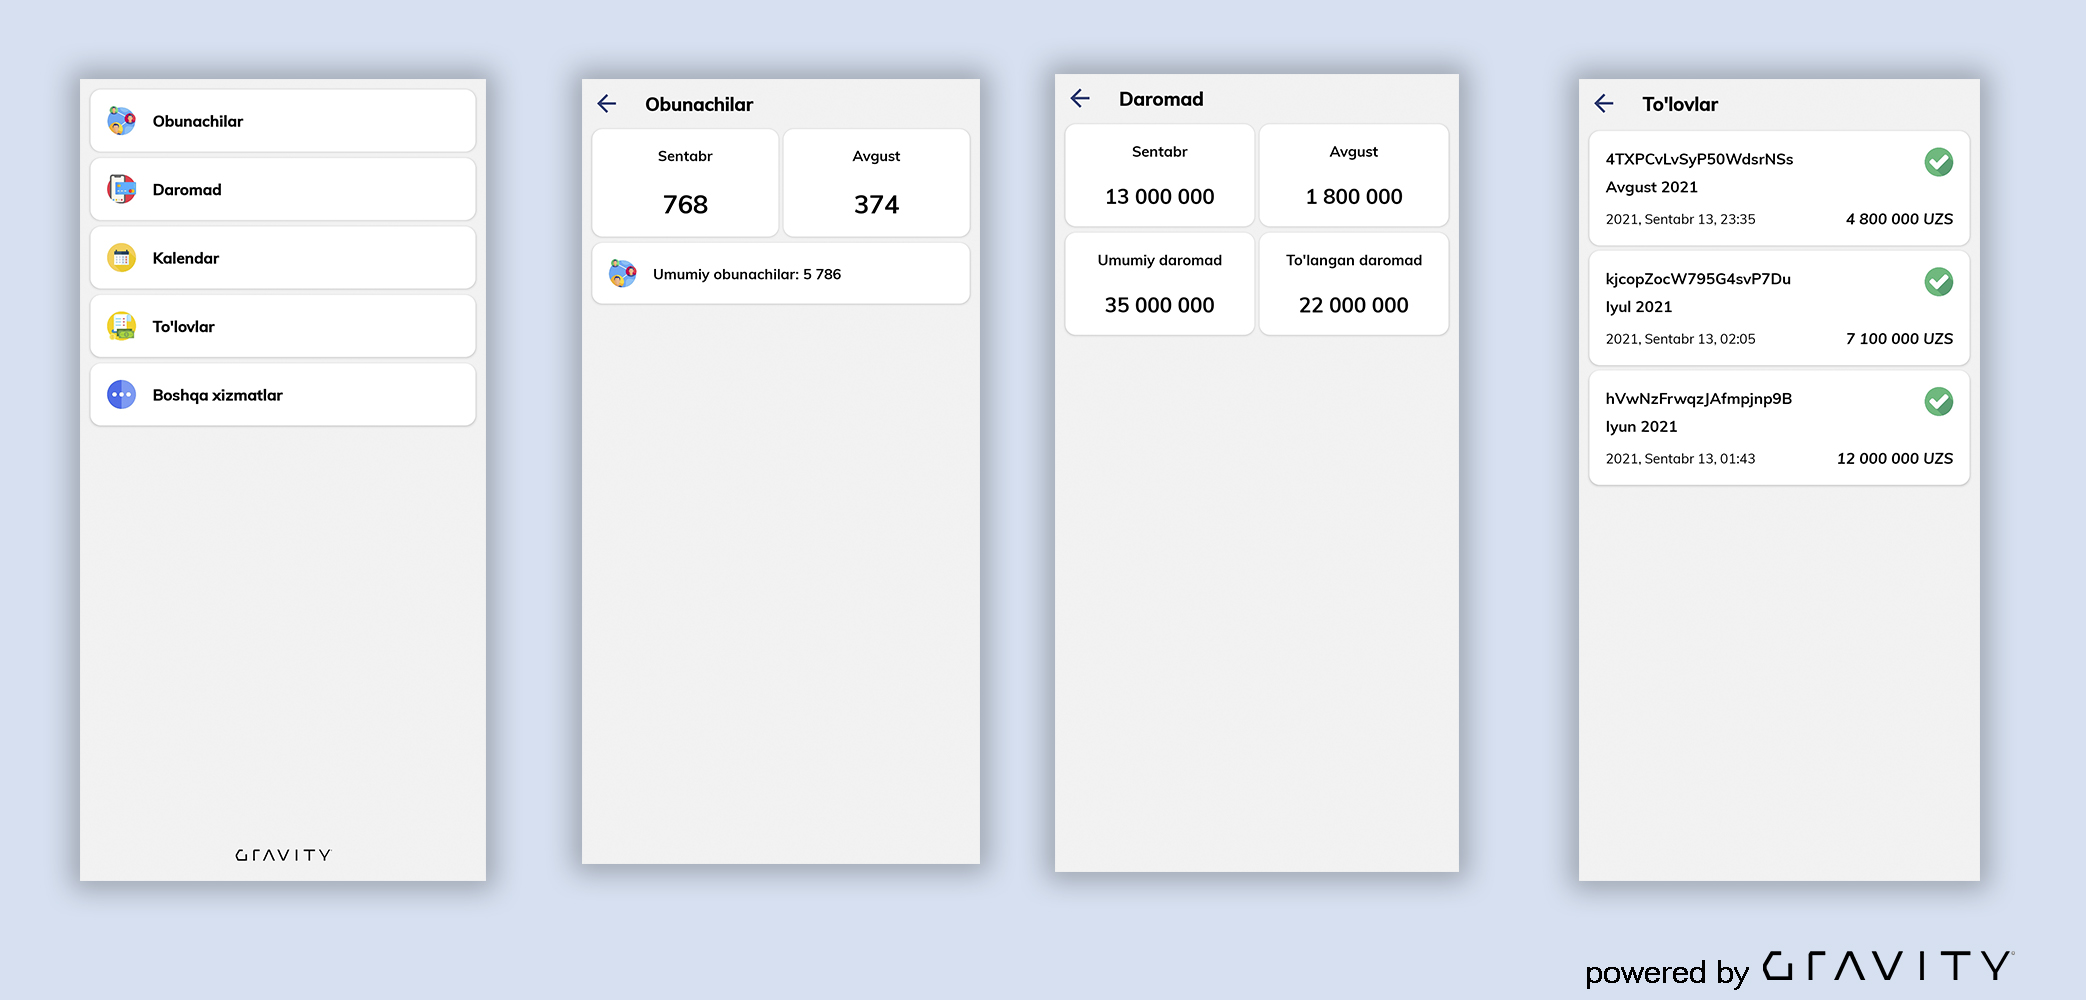 Obunachilar
Daromad
Kalendar
To'lovlar
Boshqa xizmatlar
GRAVITY
Obunachilar
Sentabr
768
Avgust
374
Umumiy obunachilar: 5 786
Daromad
Sentabr
13 000 000
Avgust
1 800 000
Umumiy daromad
35 000 000
To'langan daromad
22 000 000
To'lovlar
4TXPCvLvSyP50WdsrNSs
Avgust 2021
2021, Sentabr 13, 23:35
4 800 000 UZS
kjcopZocW795G4svP7Du
Iyul 2021
2021, Sentabr 13, 02:05
7 100 000 UZS
hVwNzFrwqzJAfmpjnp9B
Iyun 2021
2021, Sentabr 13, 01:43
12 000 000 UZS
powered by GRAVITY